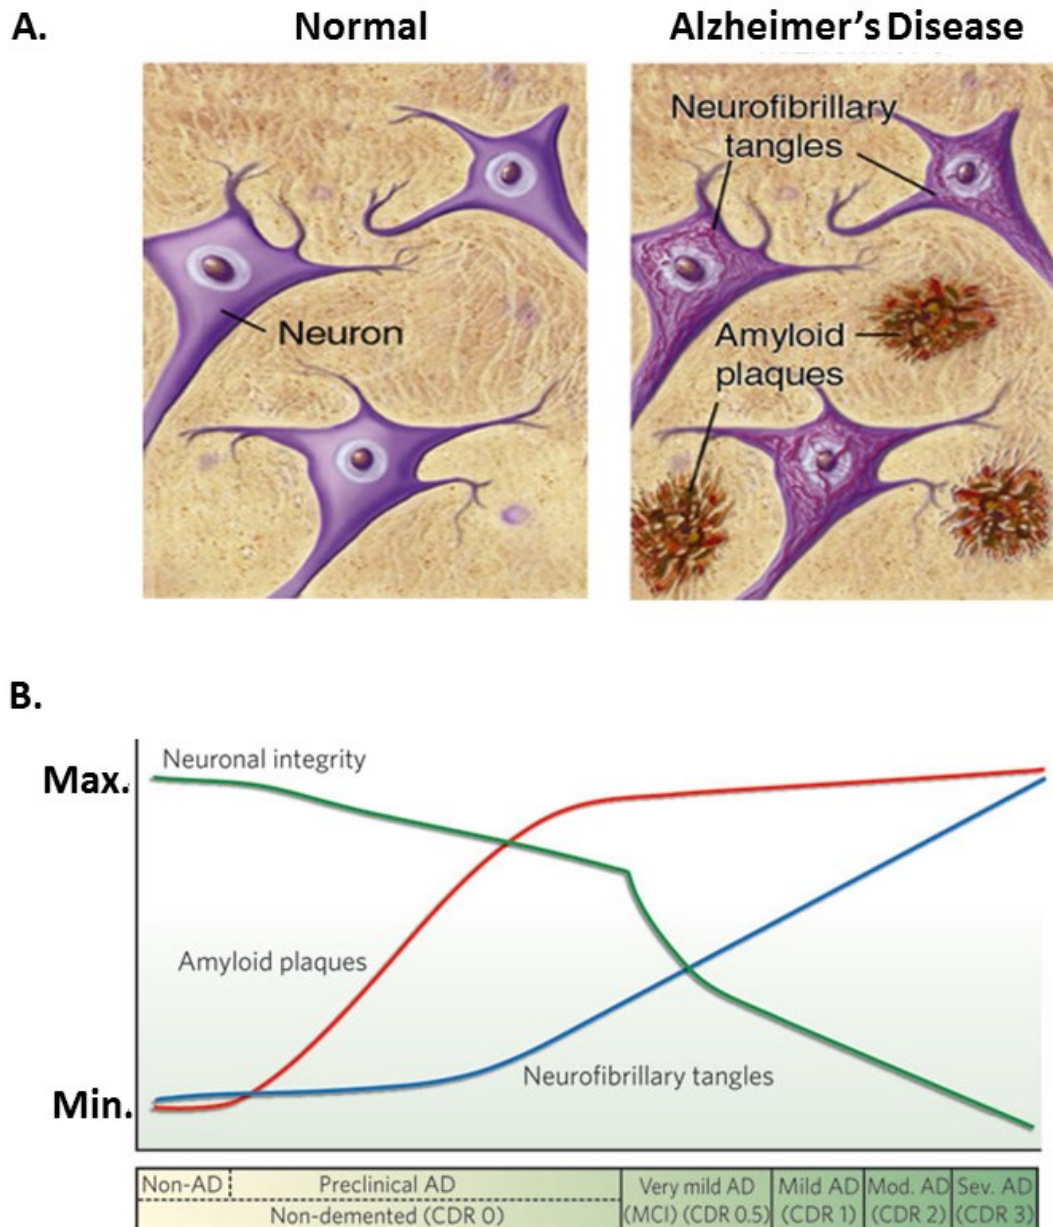 A.
Normal
Alzheimer's Disease
Neuron
Neurofibrillary
tangles
Amyloid
plaques
B.
Max.
Min.
Neuronal integrity
Amyloid plaques
Neurofibrillary tangles
Non-AD
Preclinical AD
Non-demented (CDR 0)
Very mild AD
(MCI) (CDR 0.5)
Mild AD
(CDR 1)
Mod. AD
(CDR 2)
Sev. AD
(CDR 3)